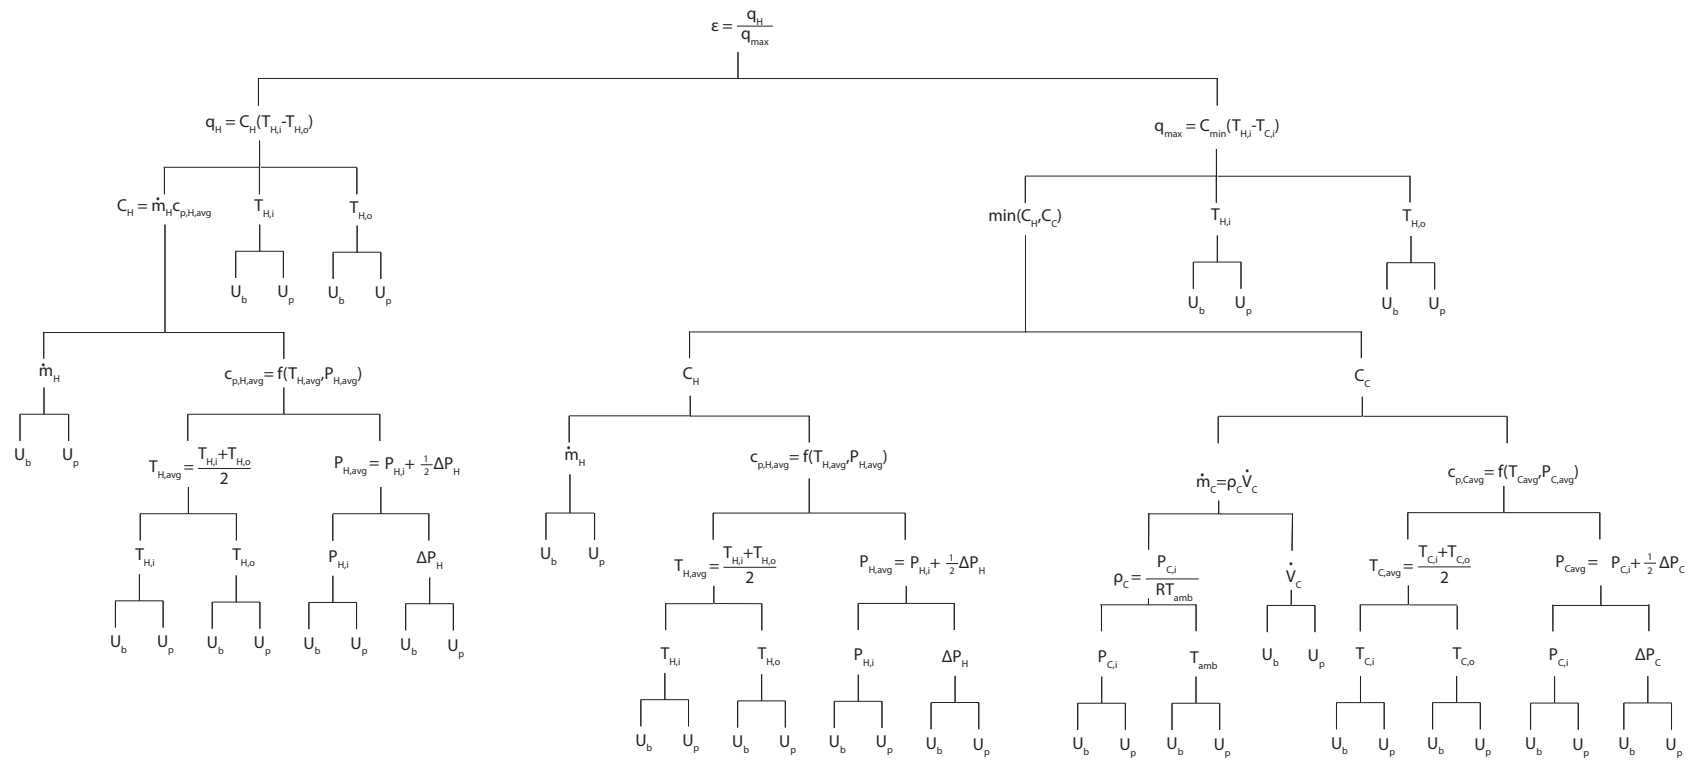 ε = q_H / q_max
q_H = C_H(T_H,i-T_H,o)
q_max = C_min(T_H,i-T_C,i)
C_H = ṁ_H c_p,H,avg
T_H,i
T_H,o
min(C_H,C_C)
T_H,i
T_H,o
U_b U_p U_b U_p
U_b U_p U_b U_p
ṁ_H
c_p,H,avg = f(T_H,avg,P_H,avg)
C_H
C_C
U_b U_p
T_H,avg = T_H,i+T_H,o / 2
P_H,avg = P_H,i + 1/2 ΔP_H
ṁ_H
c_p,H,avg = f(T_H,avg,P_H,avg)
ṁ_C=ρ_C V̇_C
c_p,Cavg = f(T_Cavg,P_C,avg)
T_H,i
T_H,o
P_H,i
ΔP_H
U_b U_p
T_H,avg = T_H,i+T_H,o / 2
P_H,avg = P_H,i + 1/2 ΔP_H
ρ_C = P_C,i / RT_amb
V̇_C
T_C,avg = T_C,i+T_C,o / 2
P_Cavg = P_C,i + 1/2 ΔP_C
U_b U_p U_b U_p U_b U_p U_b U_p
T_H,i
T_H,o
P_H,i
ΔP_H
P_C,i
T_amb
U_b U_p
T_C,i
T_C,o
P_C,i
ΔP_C
U_b U_p U_b U_p U_b U_p U_b U_p
U_b U_p U_b U_p
U_b U_p U_b U_p U_b U_p U_b U_p